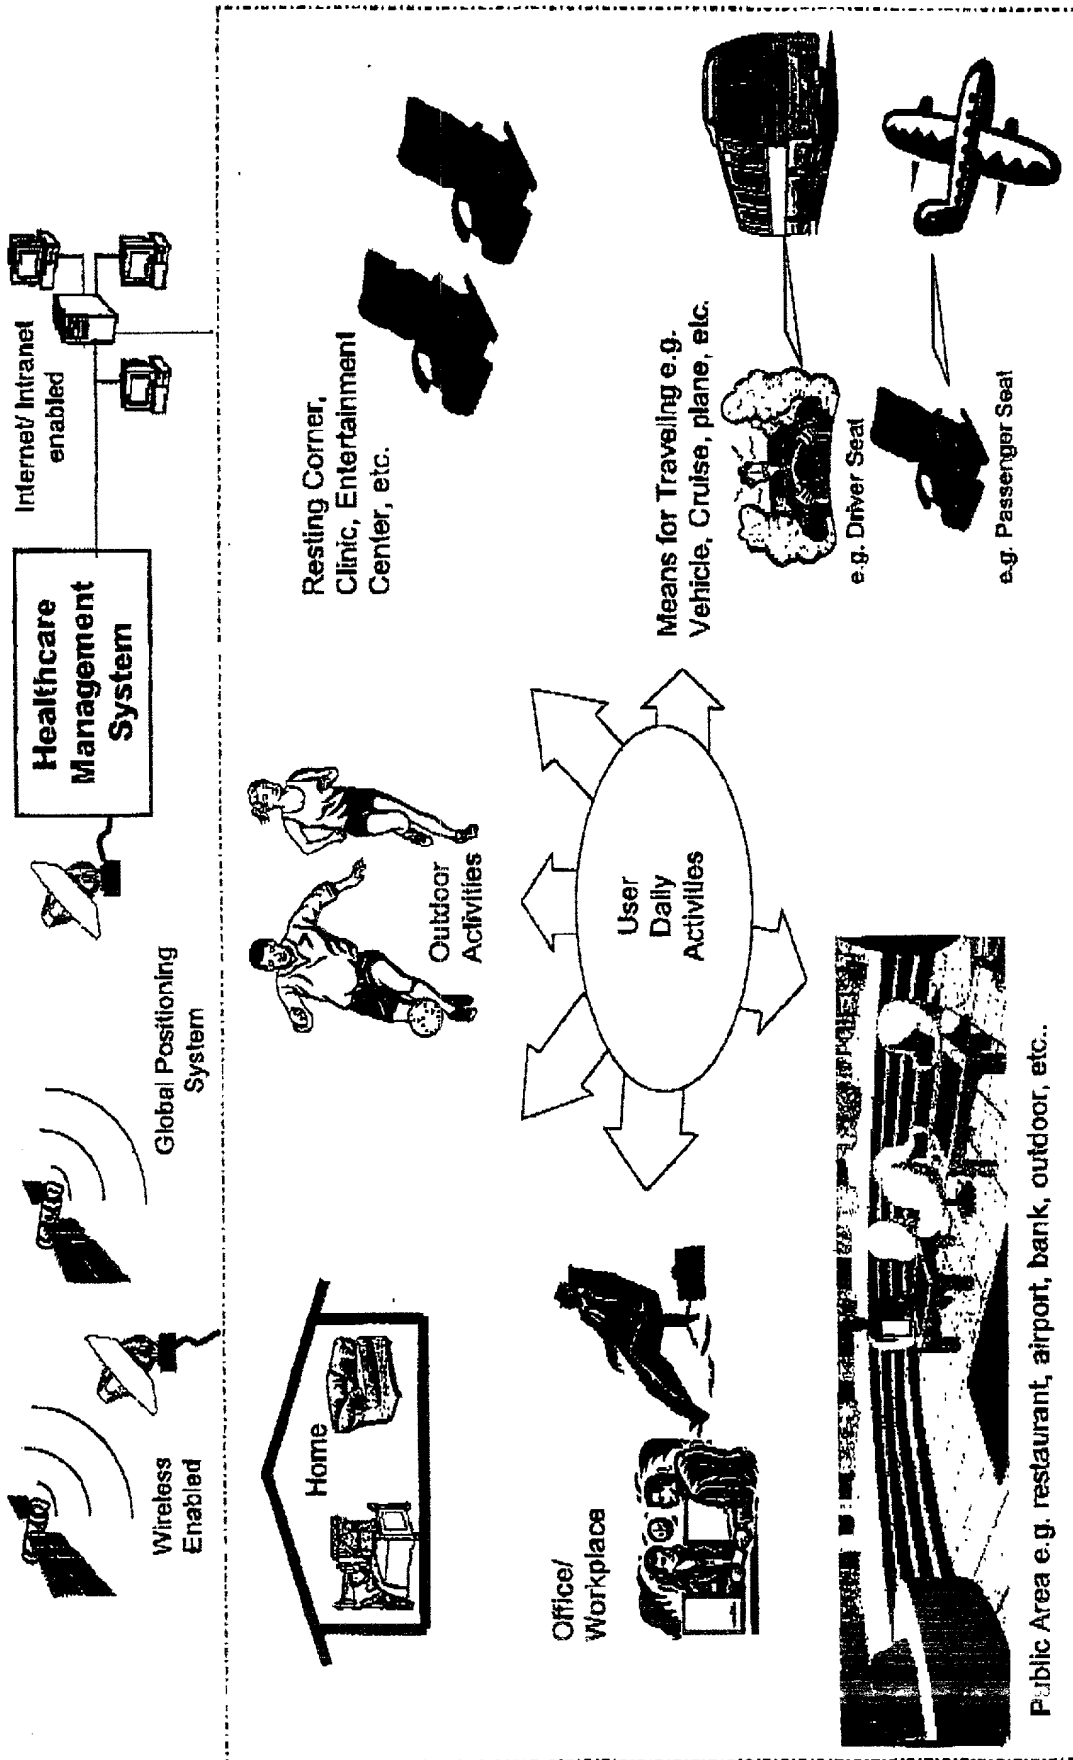 Wireless
Enabled
Global Positioning
System
Healthcare
Management
System
Internet/ Intranet
enabled
Home
Outdoor
Activities
Resting Corner,
Clinic, Entertainment
Center, etc.
Office/
Workplace
User
Daily
Activities
Means for Traveling e.g.
Vehicle, Cruise, plane, etc.
e.g. Driver Seat
e.g. Passenger Seat
Public Area e.g. restaurant, airport, bank, outdoor, etc..